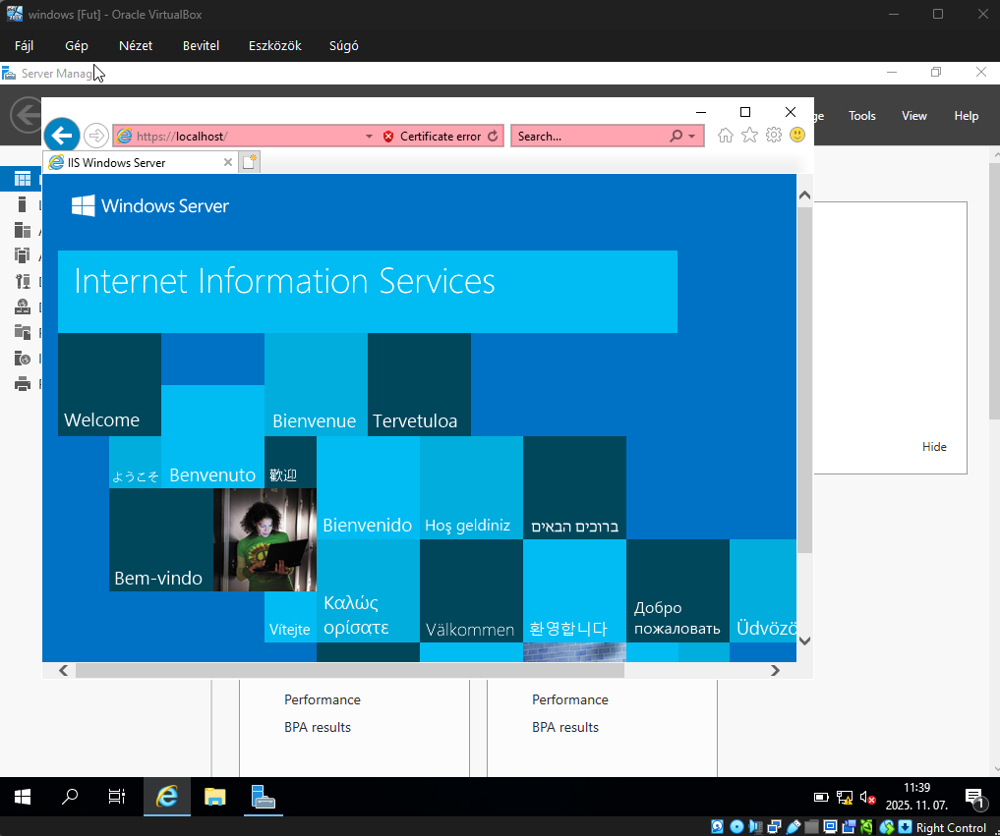 windows [Fut] - Oracle VirtualBox
Fájl Gép Nézet Bevitel Eszközök Súgó
Server Manag
Tools View Help
https://localhost/ Certificate error Search...
IIS Windows Server
Windows Server
Internet Information Services
Welcome Bienvenue Tervetuloa
ようこそ Benvenuto 歡迎
Bienvenido Hoş geldiniz ברוכים הבאים
Bem-vindo
Vítejte Καλώς ορίσατε Välkommen 환영합니다 Добро пожаловать Üdvözö
Hide
Performance Performance
BPA results BPA results
11:39
2025. 11. 07.
1
Right Control